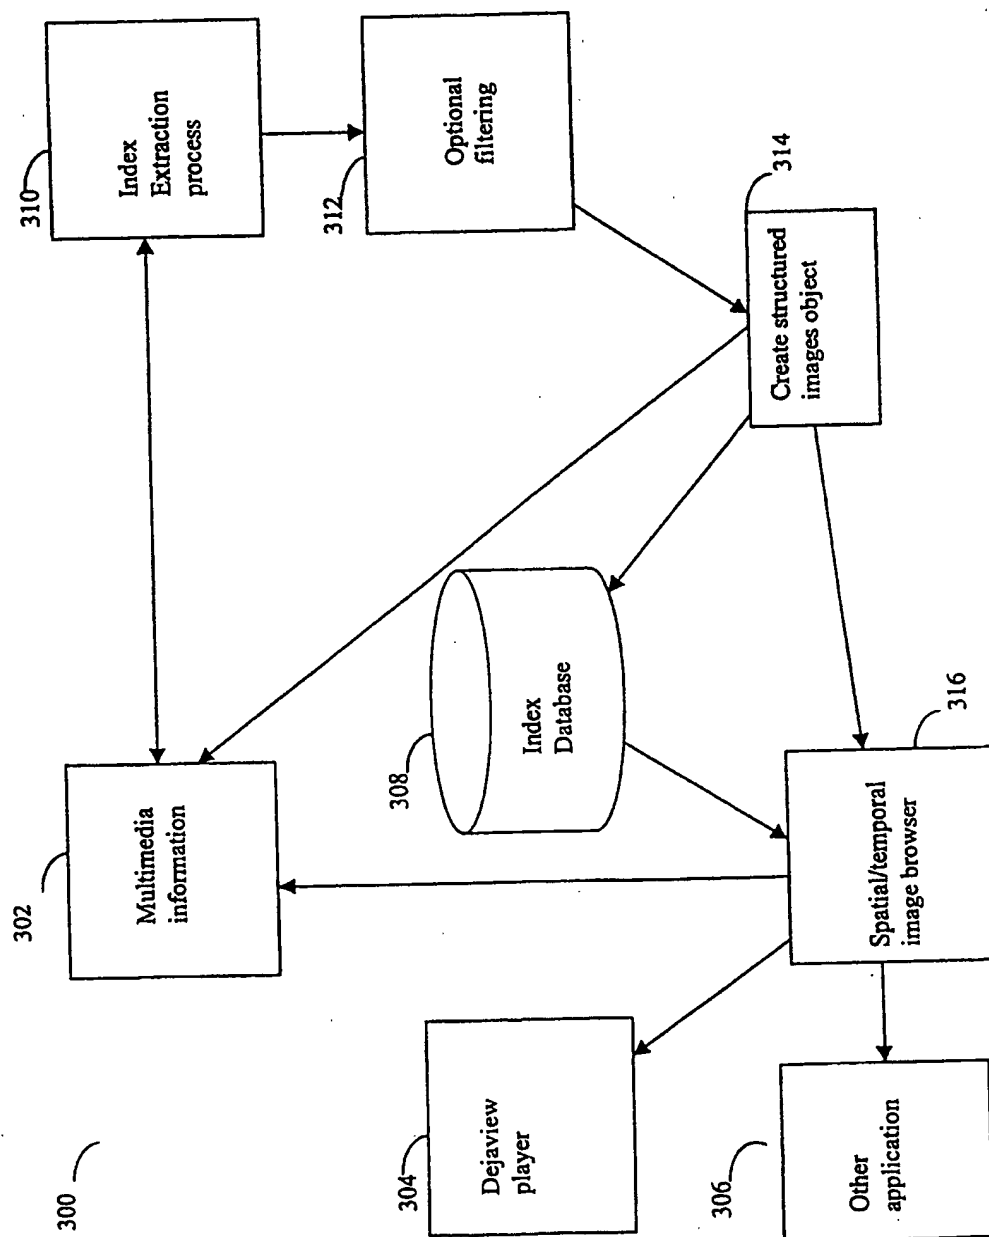 300
302
Multimedia
information
310
Index
Extraction
process
304
Dejaview
player
308
Index
Database
312
Optional
filtering
306
Other
application
Spatial/temporal
image browser
316
Create structured
images object
314